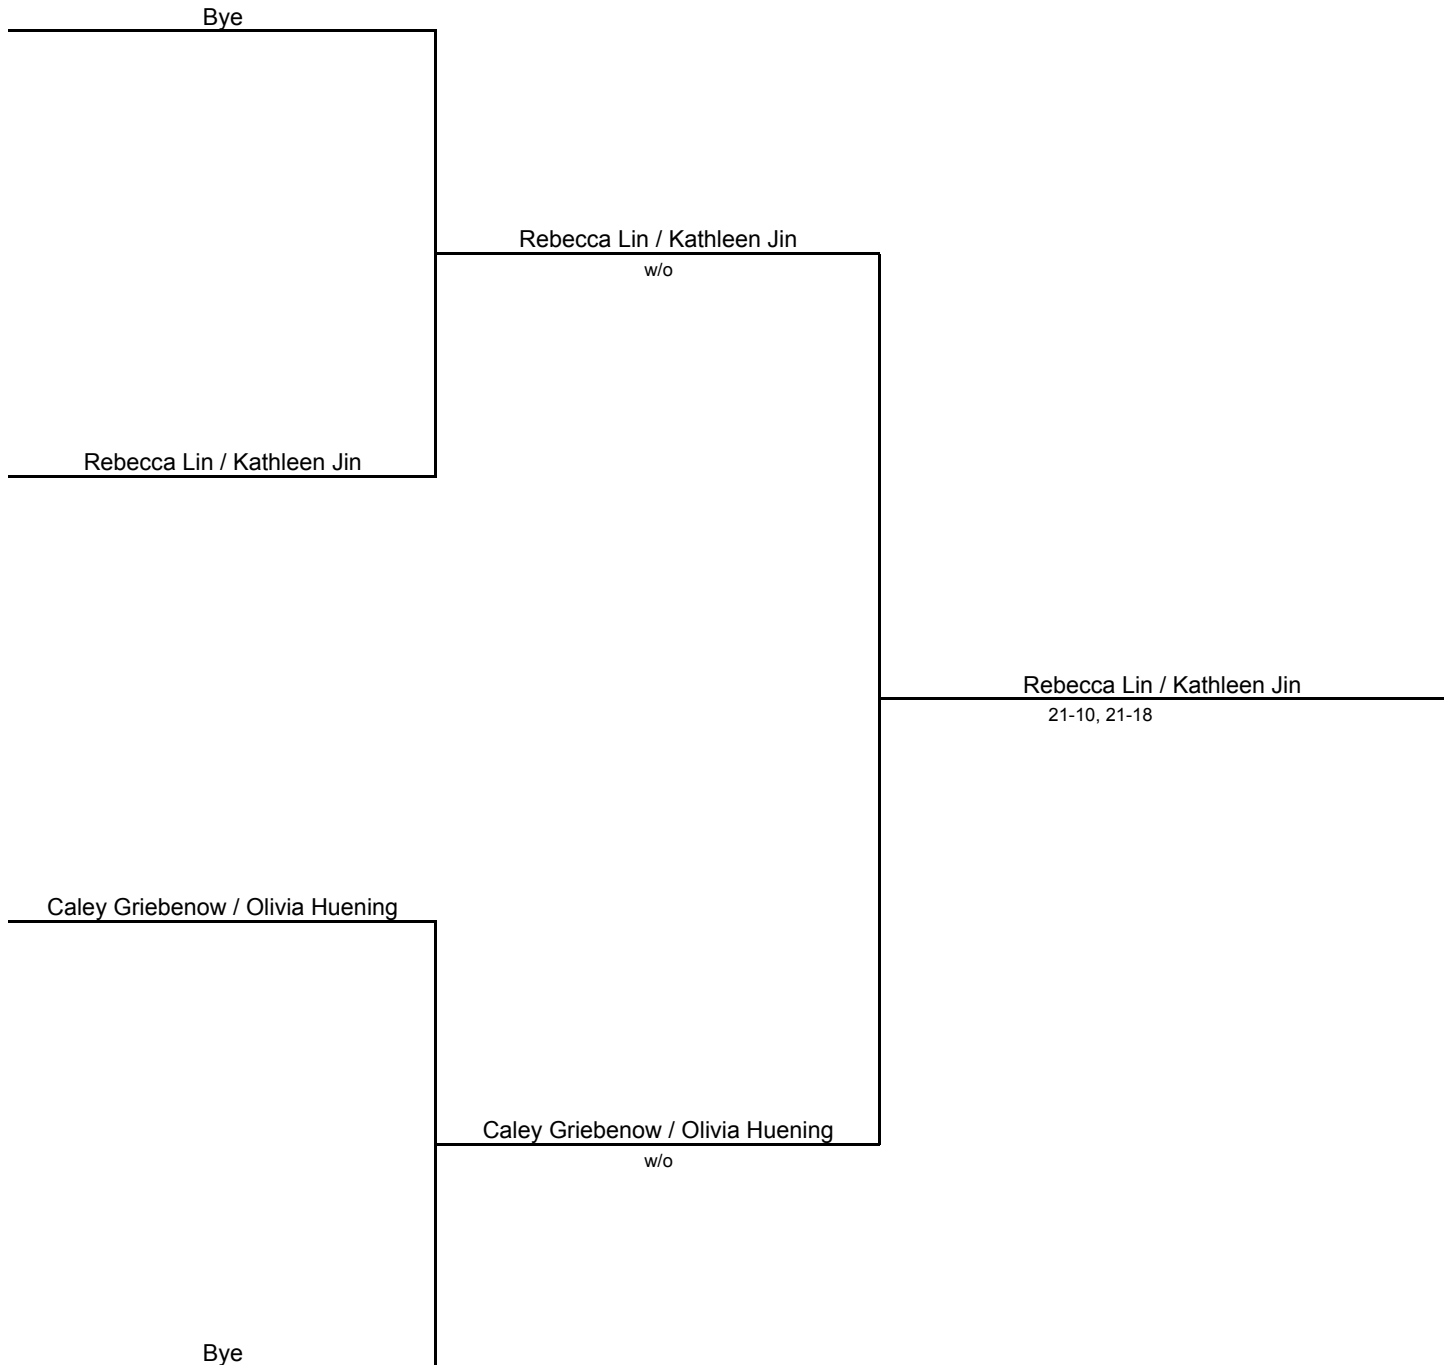 Bye
Rebecca Lin / Kathleen Jin
w/o
Rebecca Lin / Kathleen Jin
Rebecca Lin / Kathleen Jin
21-10, 21-18
Caley Griebenow / Olivia Huening
Caley Griebenow / Olivia Huening
w/o
Bye